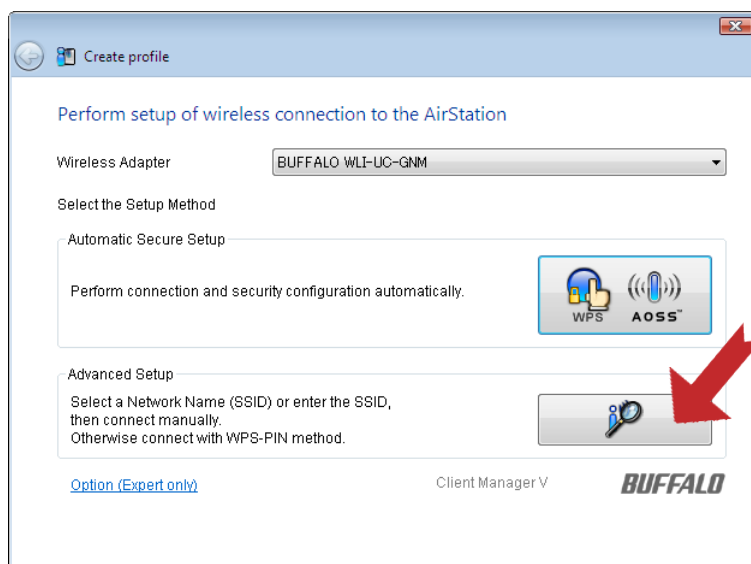 Create profile
Perform setup of wireless connection to the AirStation
Wireless Adapter
BUFFALO WLI-UC-GNM
Select the Setup Method
Automatic Secure Setup
Perform connection and security configuration automatically.
WPS
AOSS™
Advanced Setup
Select a Network Name (SSID) or enter the SSID,
then connect manually.
Otherwise connect with WPS-PIN method.
Option (Expert only)
Client Manager V
BUFFALO